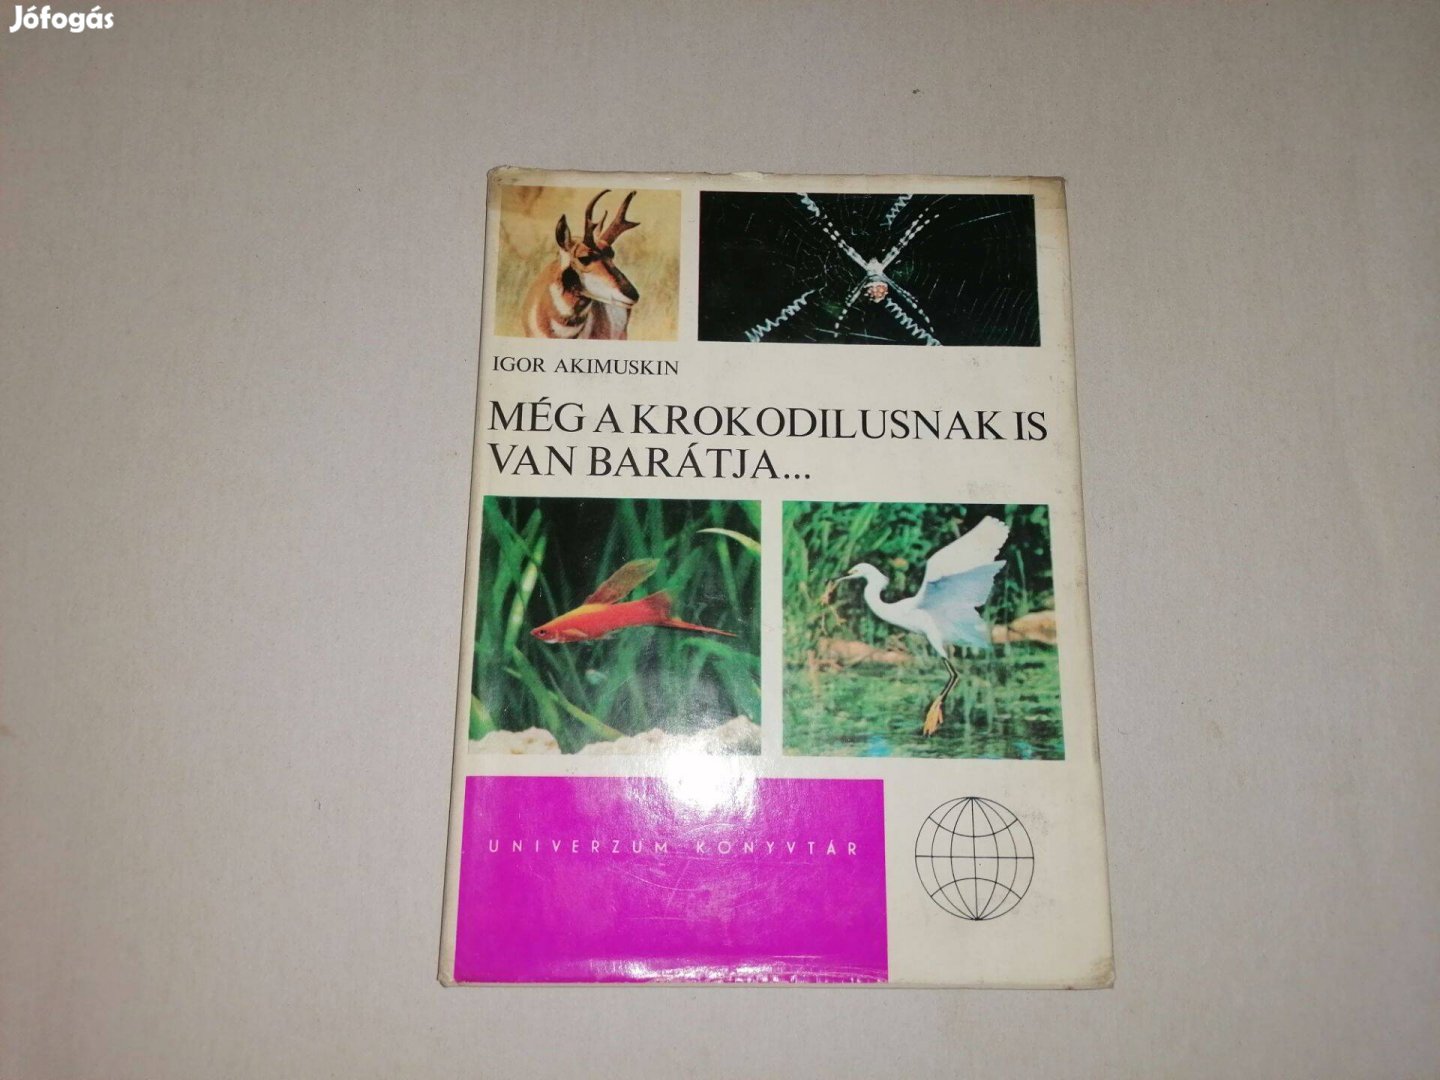 Jófogás
IGOR AKIMUSKIN
MÉG A KROKODILUSNAK IS
VAN BARÁTJA...
UNIVERZUM KÖNYVTÁR